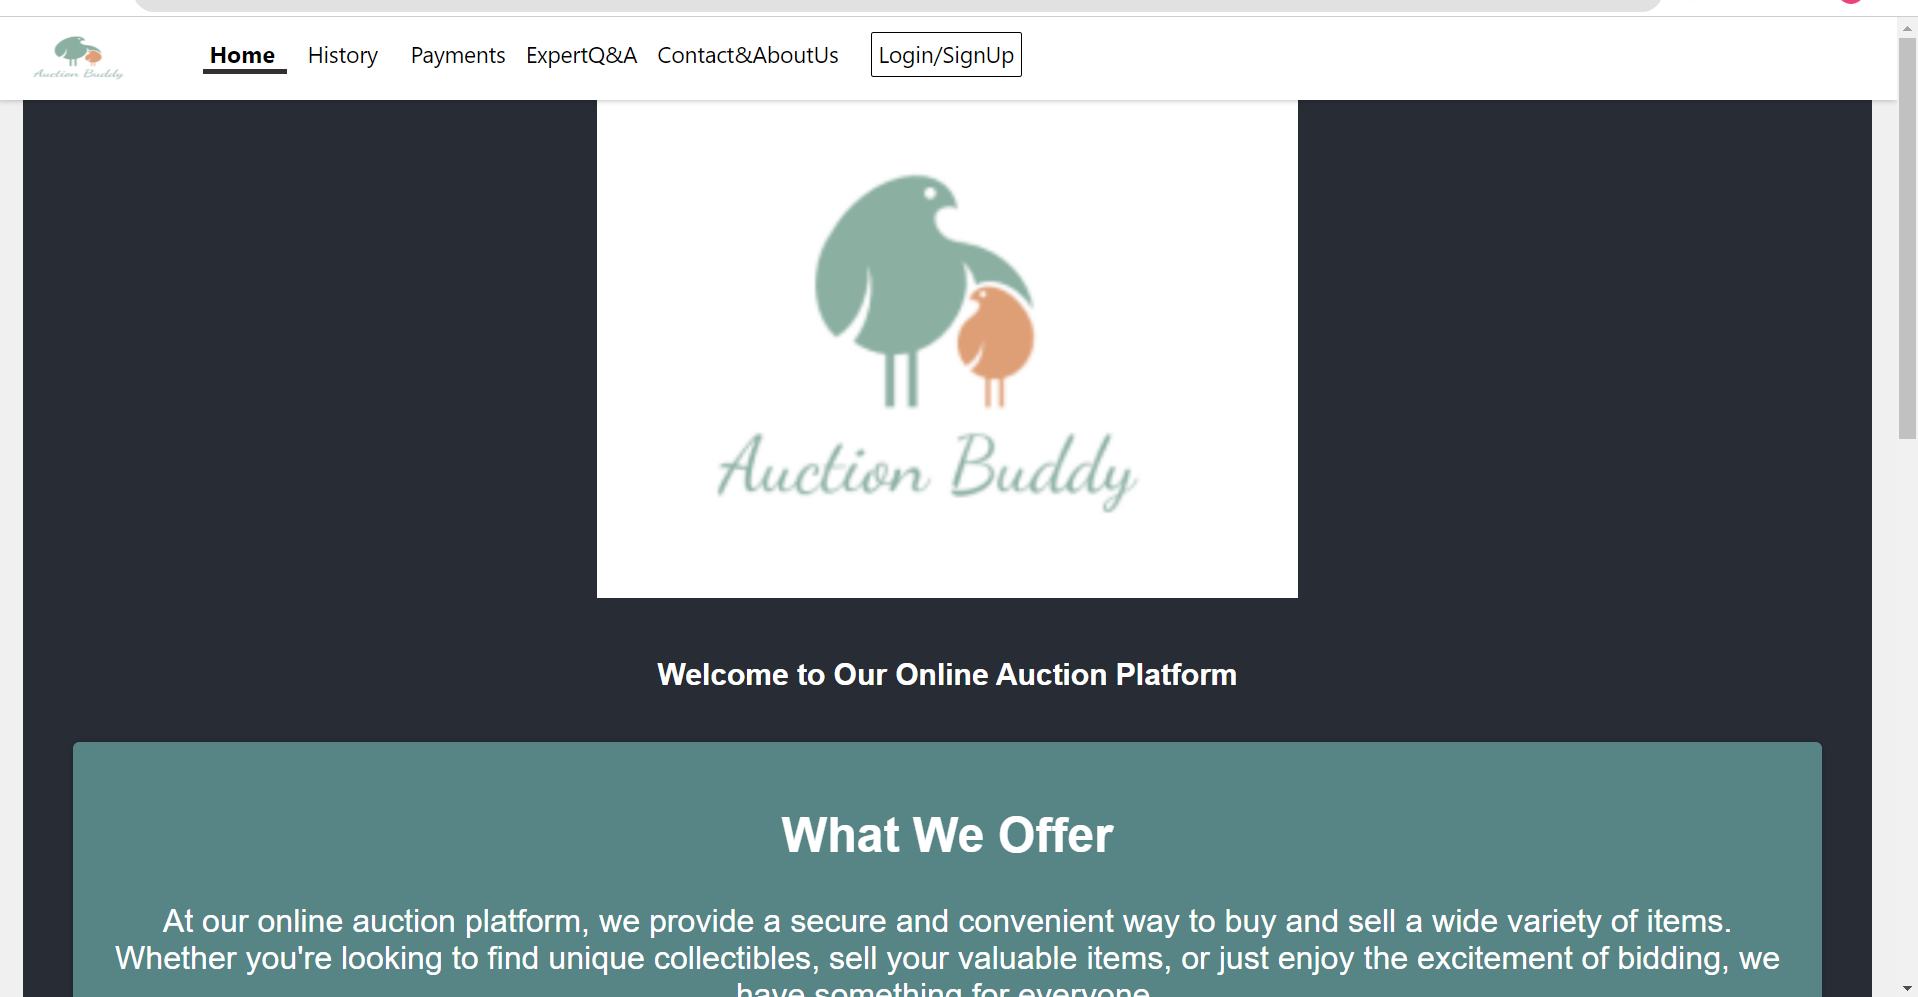 Auction Buddy
Home History Payments ExpertQ&A Contact&AboutUs Login/SignUp
Auction Buddy
Welcome to Our Online Auction Platform
What We Offer
At our online auction platform, we provide a secure and convenient way to buy and sell a wide variety of items.
Whether you're looking to find unique collectibles, sell your valuable items, or just enjoy the excitement of bidding, we
have something for everyone.